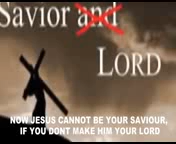 Savior and
LORD
NOW JESUS CANNOT BE YOUR SAVIOUR,
IF YOU DONT MAKE HIM YOUR LORD